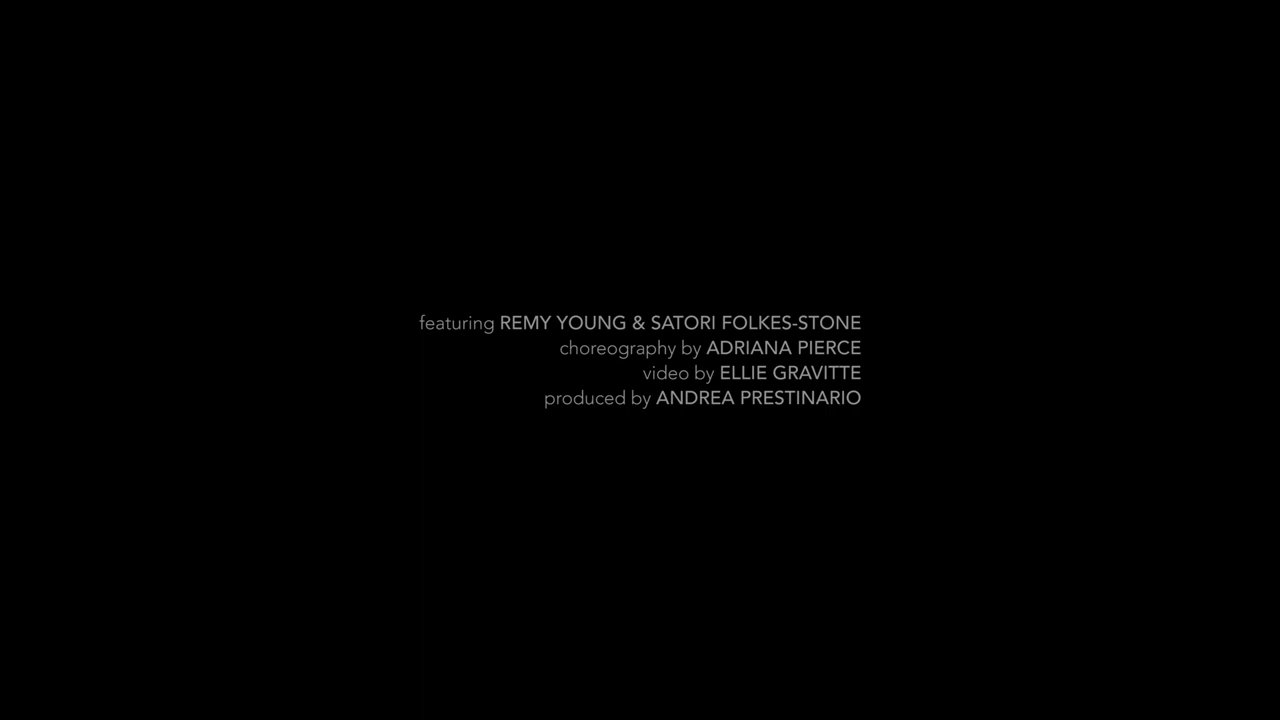 featuring REMY YOUNG & SATORI FOLKES-STONE
choreography by ADRIANA PIERCE
video by ELLIE GRAVITTE
produced by ANDREA PRESTINARIO